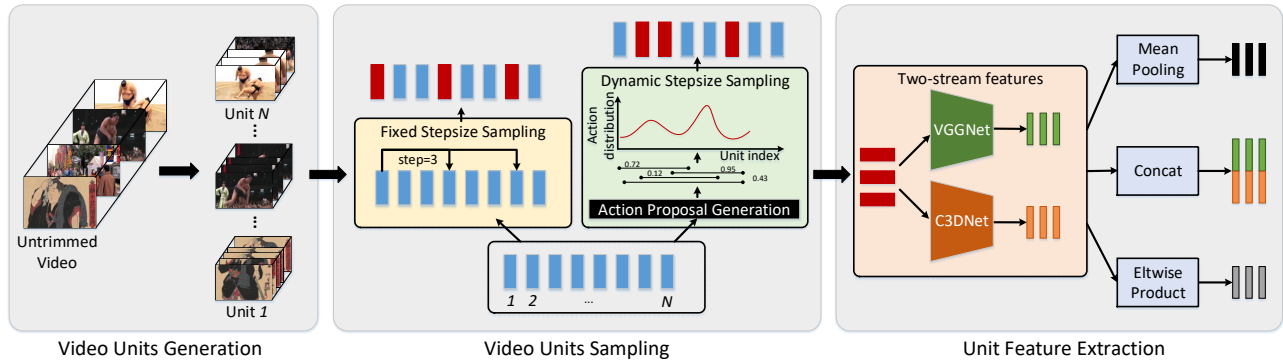 Untrimmed
Video
Unit N
...
...
Unit 1
Video Units Generation
Fixed Stepsize Sampling
step=3
Dynamic Stepsize Sampling
Action
distribution
Unit index
0.72
0.95
0.12
0.43
Action Proposal Generation
1 2 ... N
Video Units Sampling
Two-stream features
VGGNet
C3DNet
Mean
Pooling
Concat
Eltwise
Product
Unit Feature Extraction